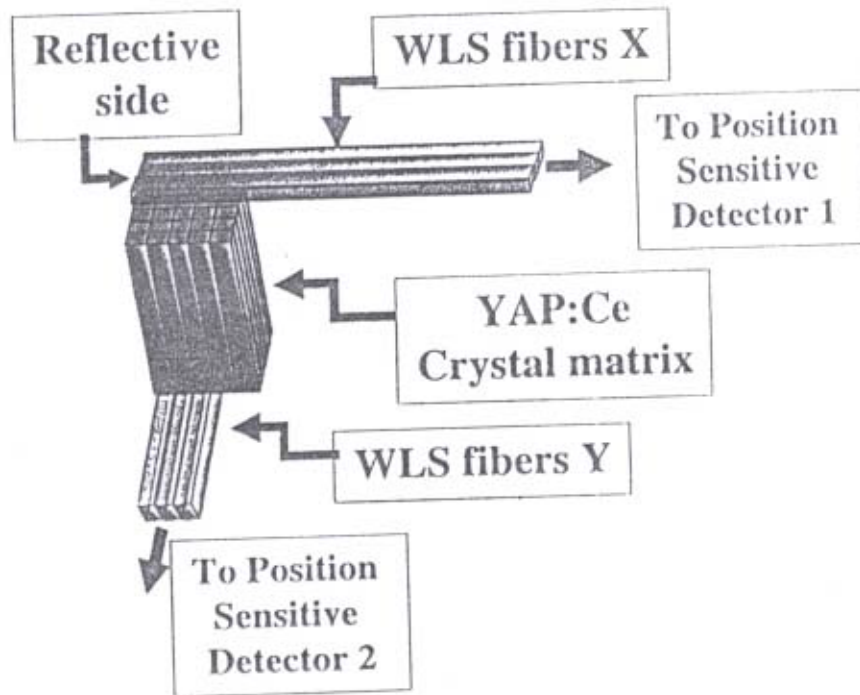 Reflective
side
WLS fibers X
To Position
Sensitive
Detector 1
YAP:Ce
Crystal matrix
WLS fibers Y
To Position
Sensitive
Detector 2